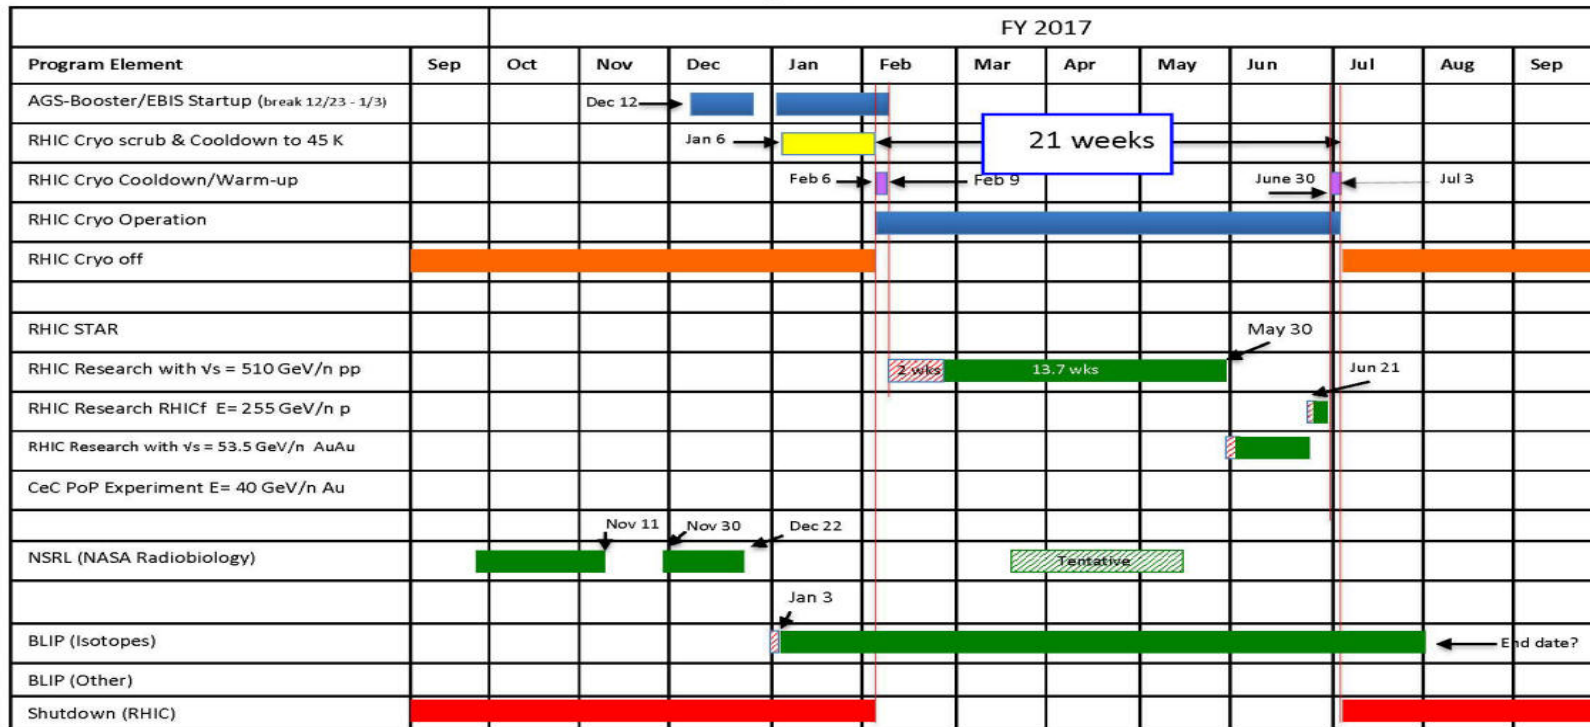 FY 2017
Program Element Sep Oct Nov Dec Jan Feb Mar Apr May Jun Jul Aug Sep
AGS-Booster/EBIS Startup (break 12/23 - 1/3) Dec 12
RHIC Cryo scrub & Cooldown to 45 K Jan 6 21 weeks
RHIC Cryo Cooldown/Warm-up Feb 6 Feb 9 June 30 Jul 3
RHIC Cryo Operation
RHIC Cryo off
RHIC STAR May 30
RHIC Research with √s = 510 GeV/n pp 2 wks 13.7 wks Jun 21
RHIC Research RHICf E= 255 GeV/n p
RHIC Research with √s = 53.5 GeV/n AuAu
CeC PoP Experiment E= 40 GeV/n Au
Nov 11 Nov 30 Dec 22
NSRL (NASA Radiobiology) Tentative
Jan 3
BLIP (Isotopes) End date?
BLIP (Other)
Shutdown (RHIC)